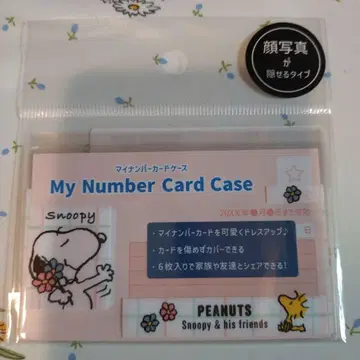 顔写真
が
隠せるタイプ
マイナンバーカードケース
My Number Card Case
Snoopy
・マイナンバーカードを可愛くドレスアップ♪
・カードを傷めずカバーできる
・6枚入りで家族や友達とシェアできる!
PEANUTS
Snoopy & his friends